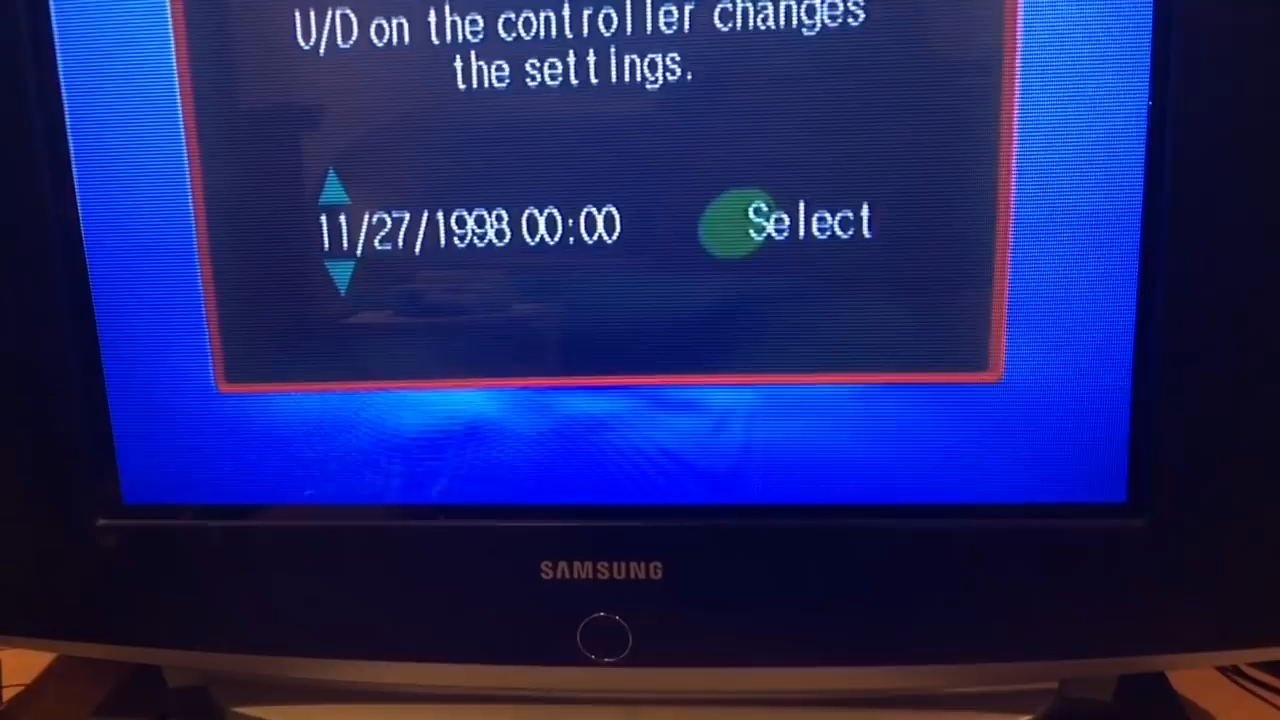 U/D on the controller changes
the settings.
11/27/1998 00:00
Select
SAMSUNG